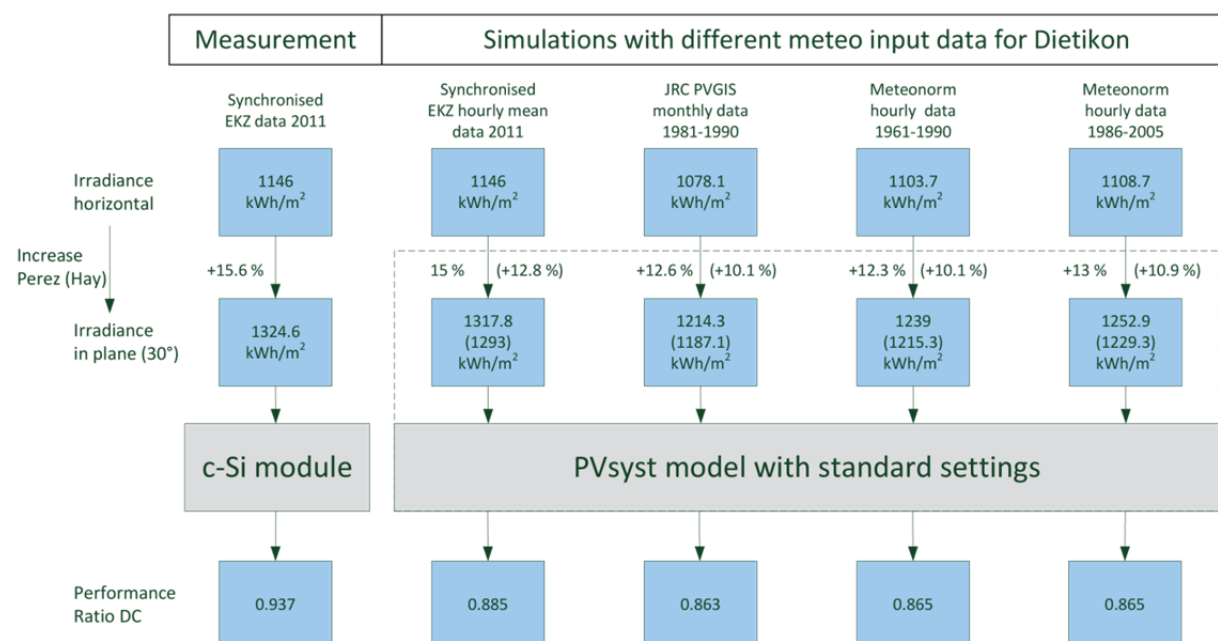 Measurement
Simulations with different meteo input data for Dietikon
Synchronised
EKZ data 2011
Synchronised
EKZ hourly mean
data 2011
JRC PVGIS
monthly data
1981-1990
Meteonorm
hourly data
1961-1990
Meteonorm
hourly data
1986-2005
Irradiance
horizontal
1146
kWh/m²
1146
kWh/m²
1078.1
kWh/m²
1103.7
kWh/m²
1108.7
kWh/m²
Increase
Perez (Hay)
+15.6 %
15 % (+12.8 %)
+12.6 % (+10.1 %)
+12.3 % (+10.1 %)
+13 % (+10.9 %)
Irradiance
in plane (30°)
1324.6
kWh/m²
1317.8
(1293)
kWh/m²
1214.3
(1187.1)
kWh/m²
1239
(1215.3)
kWh/m²
1252.9
(1229.3)
kWh/m²
c-Si module
PVsyst model with standard settings
Performance
Ratio DC
0.937
0.885
0.863
0.865
0.865